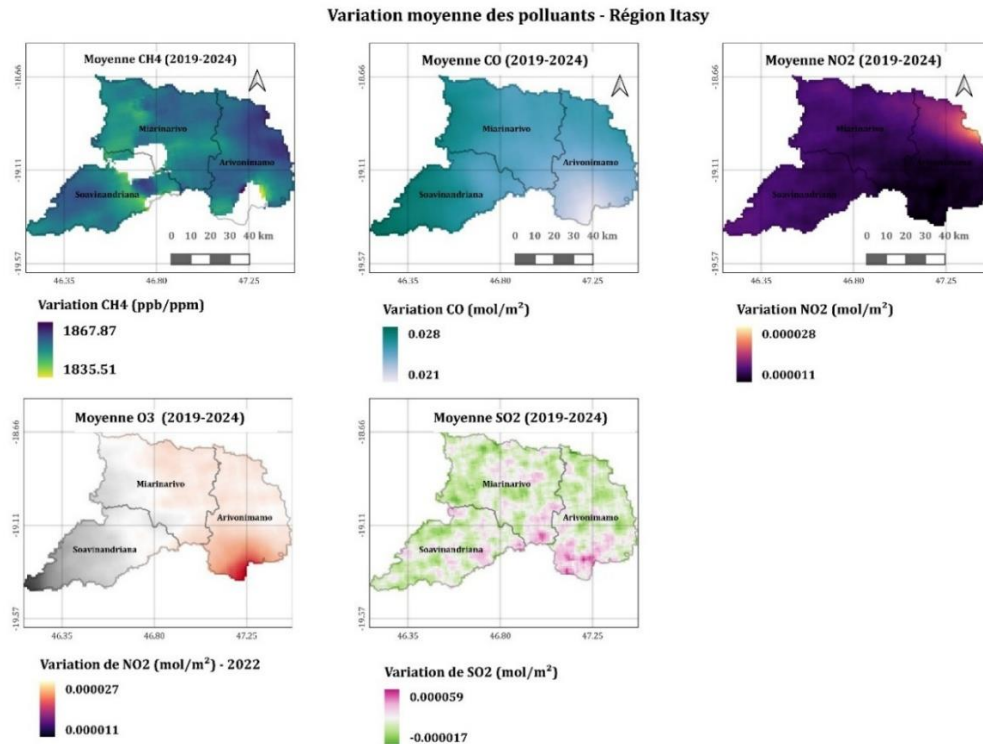 Variation moyenne des polluants - Région Itasy
Moyenne CH4 (2019-2024)
-18.66
-19.11
-19.57
Miarinarivo
Arivonimamo
Soavinandriana
0 10 20 30 40 km
46.35 46.80 47.25
Variation CH4 (ppb/ppm)
1867.87
1835.51
Moyenne CO (2019-2024)
-18.66
-19.11
-19.57
Miarinarivo
Arivonimamo
Soavinandriana
0 10 20 30 40 km
46.35 46.80 47.25
Variation CO (mol/m²)
0.028
0.021
Moyenne NO2 (2019-2024)
-18.66
-19.11
-19.57
Miarinarivo
Arivonimamo
Soavinandriana
0 10 20 30 40 km
46.35 46.80 47.25
Variation NO2 (mol/m²)
0.000028
0.000011
Moyenne O3 (2019-2024)
-18.66
-19.11
-19.57
Miarinarivo
Arivonimamo
Soavinandriana
46.35 46.80 47.25
Variation de NO2 (mol/m²) - 2022
0.000027
0.000011
Moyenne SO2 (2019-2024)
-18.66
-19.11
-19.57
Miarinarivo
Arivonimamo
Soavinandriana
46.35 46.80 47.25
Variation de SO2 (mol/m²)
0.000059
-0.000017